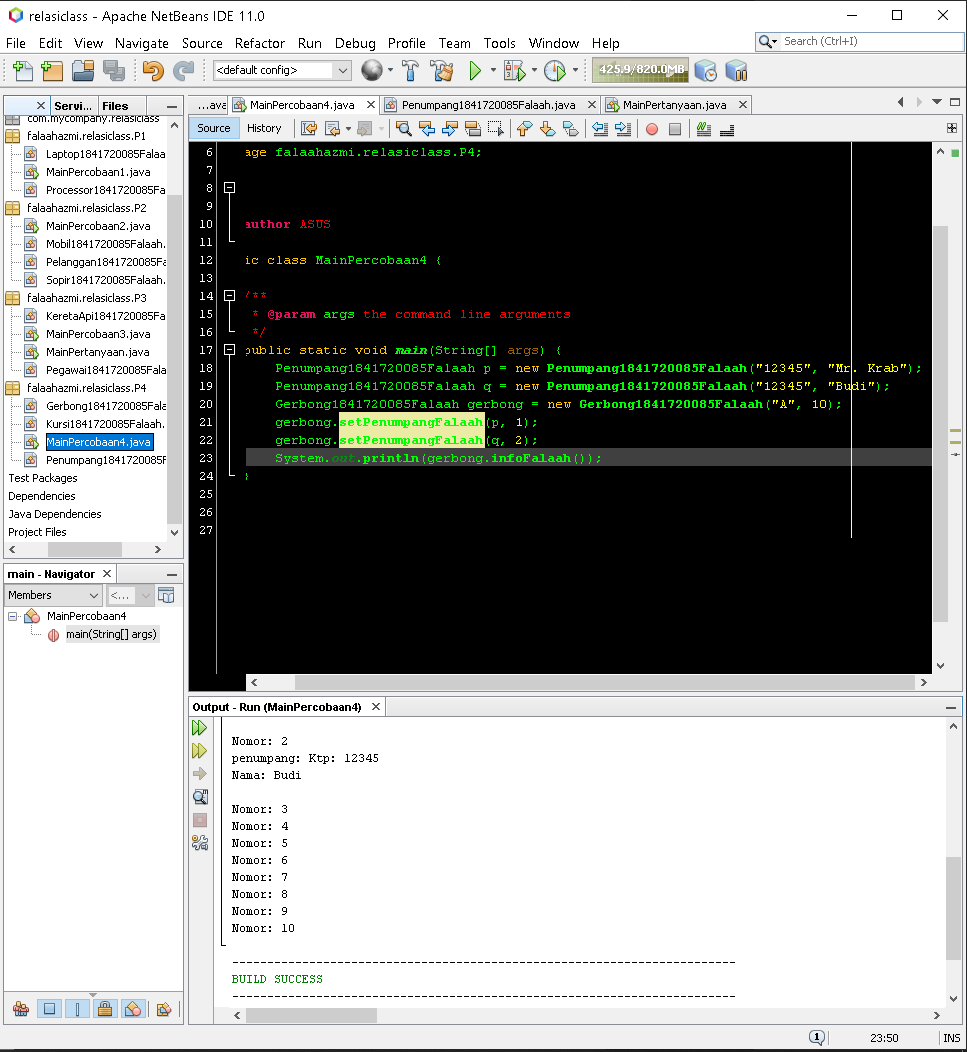 relasiclass - Apache NetBeans IDE 11.0
File Edit View Navigate Source Refactor Run Debug Profile Team Tools Window Help
Search (Ctrl+I)
<default config>
425.9/820.0MB
Servi... Files
com.mycompany.relasiclass
falaahazmi.relasiclass.P1
Laptop1841720085Falaa
MainPercobaan1.java
Processor1841720085Fa
falaahazmi.relasiclass.P2
MainPercobaan2.java
Mobil1841720085Falaah.
Pelanggan1841720085Fa
Sopir1841720085Falaah.
falaahazmi.relasiclass.P3
KeretaApi1841720085Fa
MainPercobaan3.java
MainPertanyaan.java
Pegawai1841720085Falaa
falaahazmi.relasiclass.P4
Gerbong1841720085Fala
Kursi1841720085Falaah.
MainPercobaan4.java
Penumpang1841720085F
Test Packages
Dependencies
Java Dependencies
Project Files
main - Navigator
Members
<...
MainPercobaan4
main(String[] args)
...ava MainPercobaan4.java Penumpang1841720085Falaah.java MainPertanyaan.java
Source History
6 age falaahazmi.relasiclass.P4;
7
8
9
10 author ASUS
11
12 ic class MainPercobaan4 {
13
14 /**
15 * @param args the command line arguments
16 */
17 public static void main(String[] args) {
18 Penumpang1841720085Falaah p = new Penumpang1841720085Falaah("12345", "Mr. Krab");
19 Penumpang1841720085Falaah q = new Penumpang1841720085Falaah("12345", "Budi");
20 Gerbong1841720085Falaah gerbong = new Gerbong1841720085Falaah("A", 10);
21 gerbong.setPenumpangFalaah(p, 1);
22 gerbong.setPenumpangFalaah(q, 2);
23 System.out.println(gerbong.infoFalaah());
24 }
25
26
27
Output - Run (MainPercobaan4)
Nomor: 2
penumpang: Ktp: 12345
Nama: Budi
Nomor: 3
Nomor: 4
Nomor: 5
Nomor: 6
Nomor: 7
Nomor: 8
Nomor: 9
Nomor: 10
------------------------------------------------------------------------
BUILD SUCCESS
------------------------------------------------------------------------
1 23:50 INS